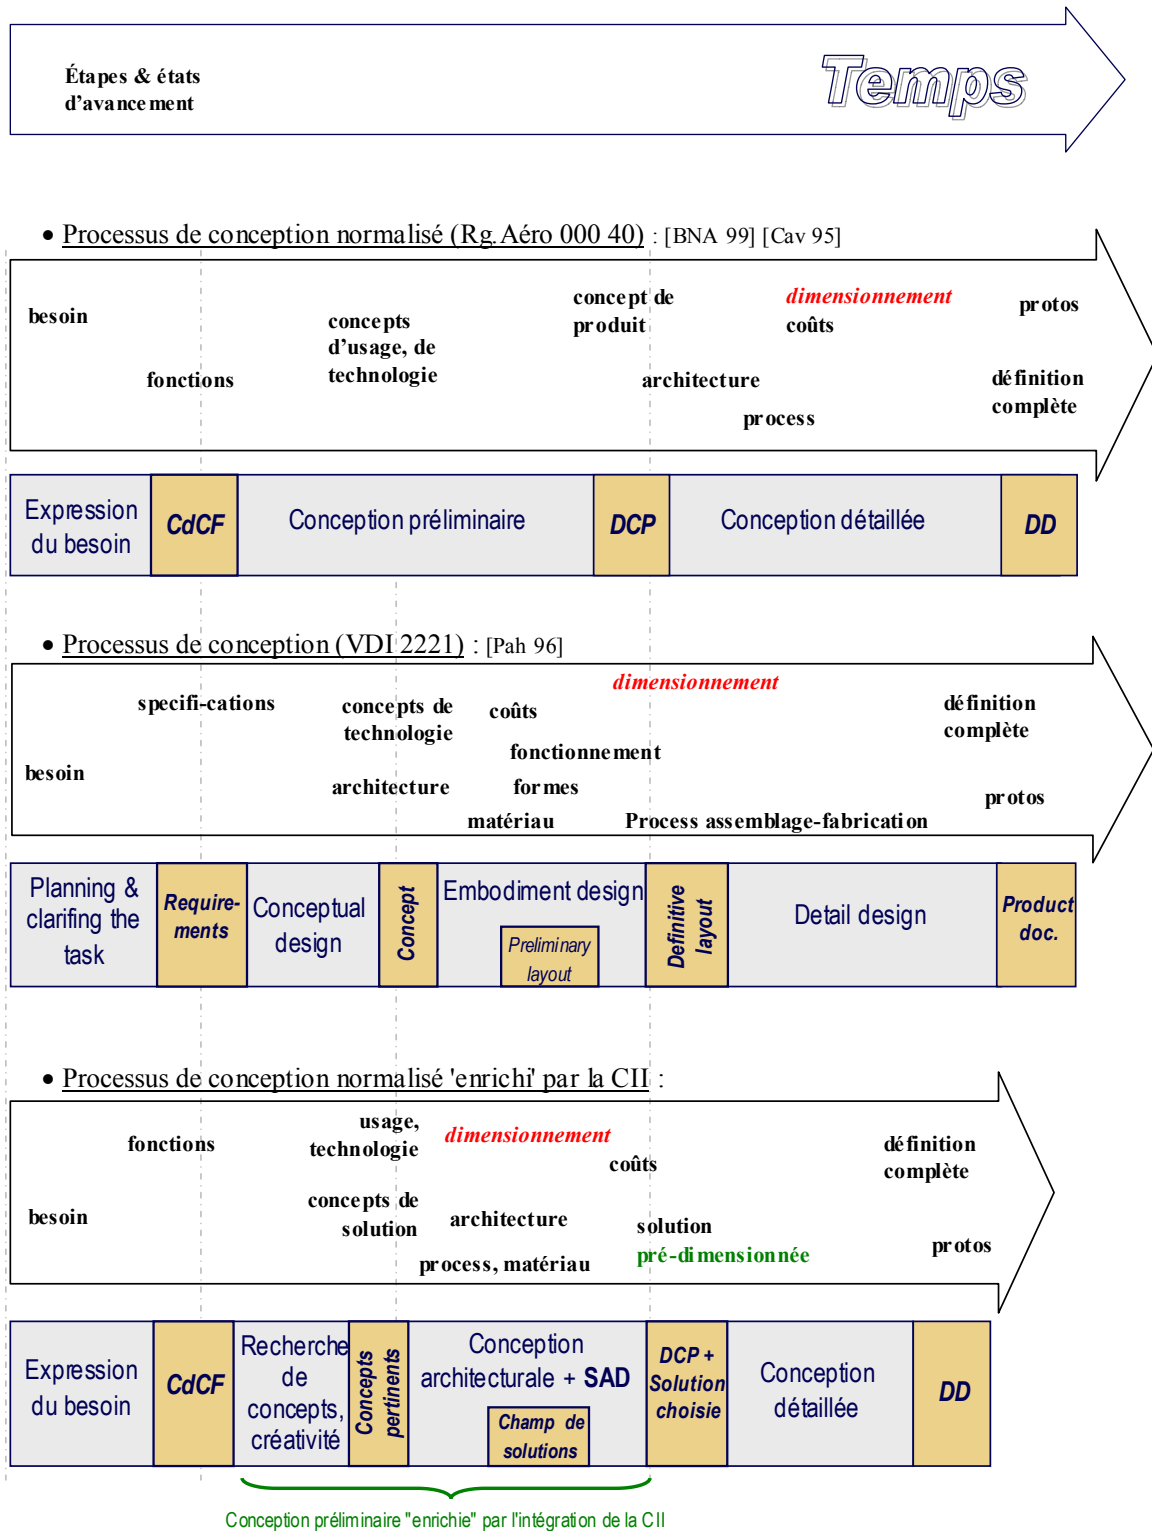 Étapes & états
d'avancement
Temps
• Processus de conception normalisé (Rg.Aéro 000 40) : [BNA 99] [Cav 95]
besoin
fonctions
concepts
d'usage, de
technologie
concept de
produit
dimensionnement
coûts
architecture
process
protos
définition
complète
Expression
du besoin
CdCF
Conception préliminaire
DCP
Conception détaillée
DD
• Processus de conception (VDI 2221) : [Pah 96]
besoin
specifi-cations
concepts de
technologie
architecture
coûts
fonctionnement
formes
matériau
dimensionnement
Process assemblage-fabrication
définition
complète
protos
Planning &
clarifing the
task
Require-
ments
Conceptual
design
Concept
Embodiment design
Preliminary
layout
Definitive
layout
Detail design
Product
doc.
• Processus de conception normalisé 'enrichi' par la CII :
besoin
fonctions
usage,
technologie
concepts de
solution
dimensionnement
coûts
architecture
process, matériau
solution
pré-dimensionnée
définition
complète
protos
Expression
du besoin
CdCF
Recherche
de
concepts,
créativité
Concepts
pertinents
Conception
architecturale + SAD
Champ de
solutions
DCP +
Solution
choisie
Conception
détaillée
DD
Conception préliminaire "enrichie" par l'intégration de la CII